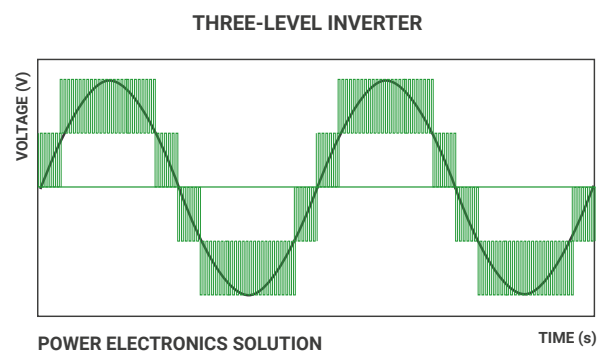 THREE-LEVEL INVERTER
VOLTAGE (V)
TIME (s)
POWER ELECTRONICS SOLUTION